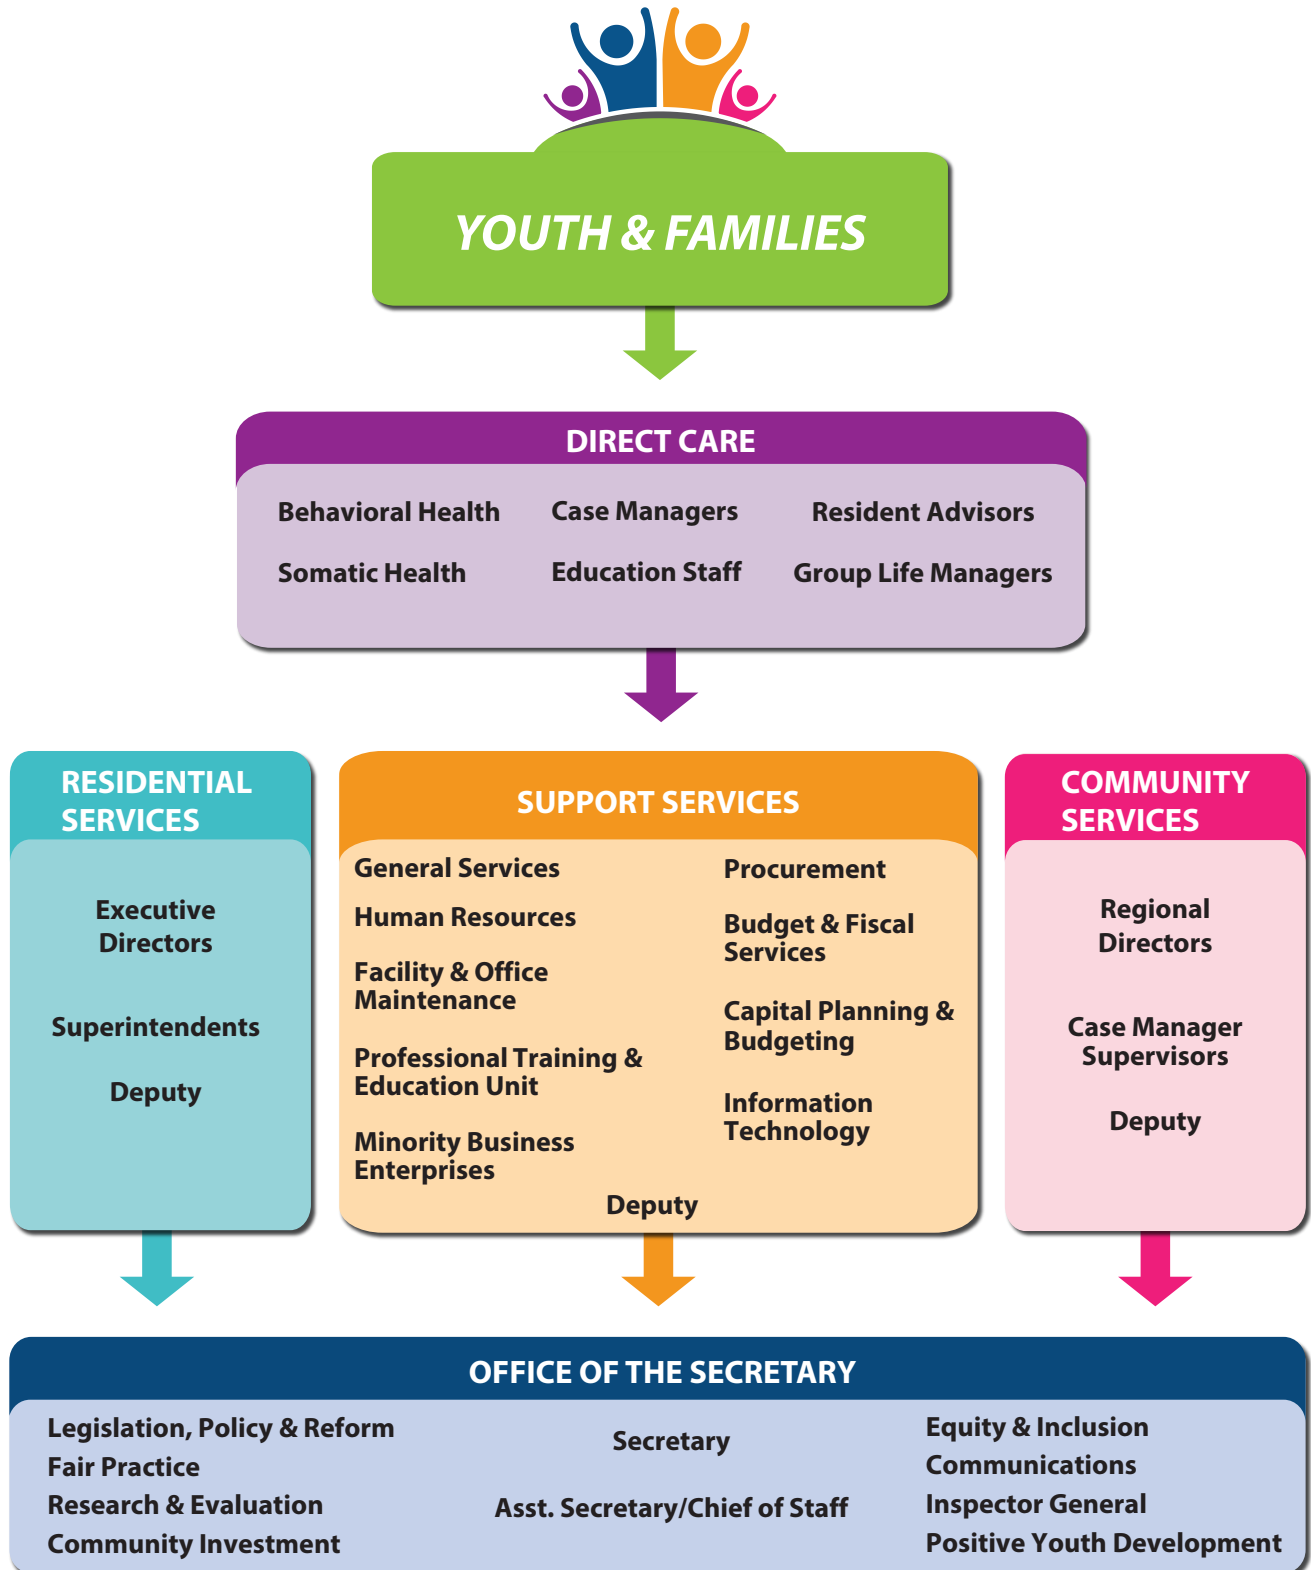 YOUTH & FAMILIES
DIRECT CARE
Behavioral Health
Case Managers
Resident Advisors
Somatic Health
Education Staff
Group Life Managers
RESIDENTIAL
SERVICES
Executive
Directors
Superintendents
Deputy
SUPPORT SERVICES
General Services
Human Resources
Facility & Office
Maintenance
Professional Training &
Education Unit
Minority Business
Enterprises
Procurement
Budget & Fiscal
Services
Capital Planning &
Budgeting
Information
Technology
Deputy
COMMUNITY
SERVICES
Regional
Directors
Case Manager
Supervisors
Deputy
OFFICE OF THE SECRETARY
Legislation, Policy & Reform
Fair Practice
Research & Evaluation
Community Investment
Secretary
Asst. Secretary/Chief of Staff
Equity & Inclusion
Communications
Inspector General
Positive Youth Development